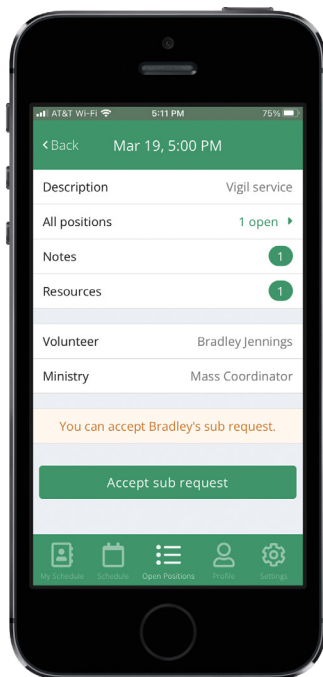 AT&T Wi-Fi 5:11 PM 75%
Back Mar 19, 5:00 PM
Description Vigil service
All positions 1 open
Notes 1
Resources 1
Volunteer Bradley Jennings
Ministry Mass Coordinator
You can accept Bradley's sub request.
Accept sub request
My Schedule Schedule Open Positions Profile Settings